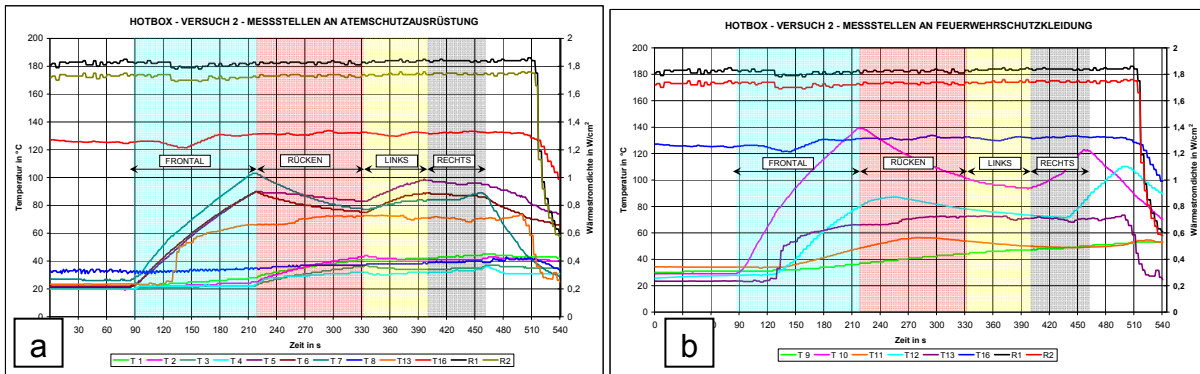 HOTBOX - VERSUCH 2 - MESSSTELLEN AN ATEMSCHUTZAUSRÜSTUNG
Temperatur in °C
200
180
160
140
120
100
80
60
40
20
0
FRONTAL
RÜCKEN
LINKS
RECHTS
2
1,8
1,6
1,4
1,2
1
0,8
0,6
0,4
0,2
0
Wärmestromdichte in W/cm²
30 60 90 120 150 180 210 240 270 300 330 360 390 420 450 480 510 540
Zeit in s
T 1 T 2 T 3 T 4 T 5 T 6 T 7 T 8 T13 T16 R1 R2
a
HOTBOX - VERSUCH 2 - MESSSTELLEN AN FEUERWEHRSCHUTZKLEIDUNG
Temperatur in °C
200
180
160
140
120
100
80
60
40
20
0
FRONTAL
RÜCKEN
LINKS
RECHTS
2
1,8
1,6
1,4
1,2
1
0,8
0,6
0,4
0,2
0
Wärmestromdichte in W/cm²
0 30 60 90 120 150 180 210 240 270 300 330 360 390 420 450 480 510 540
Zeit in s
T 9 T 10 T11 T12 T13 T16 R1 R2
b